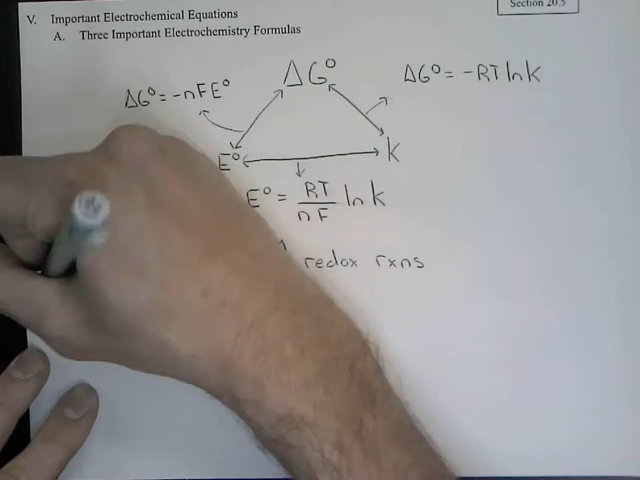 Section 20.5
V. Important Electrochemical Equations
A. Three Important Electrochemistry Formulas
ΔG° = -nFE°
ΔG°
ΔG° = -RT ln K
E°
K
E° = RT/nF ln K
redox rxns